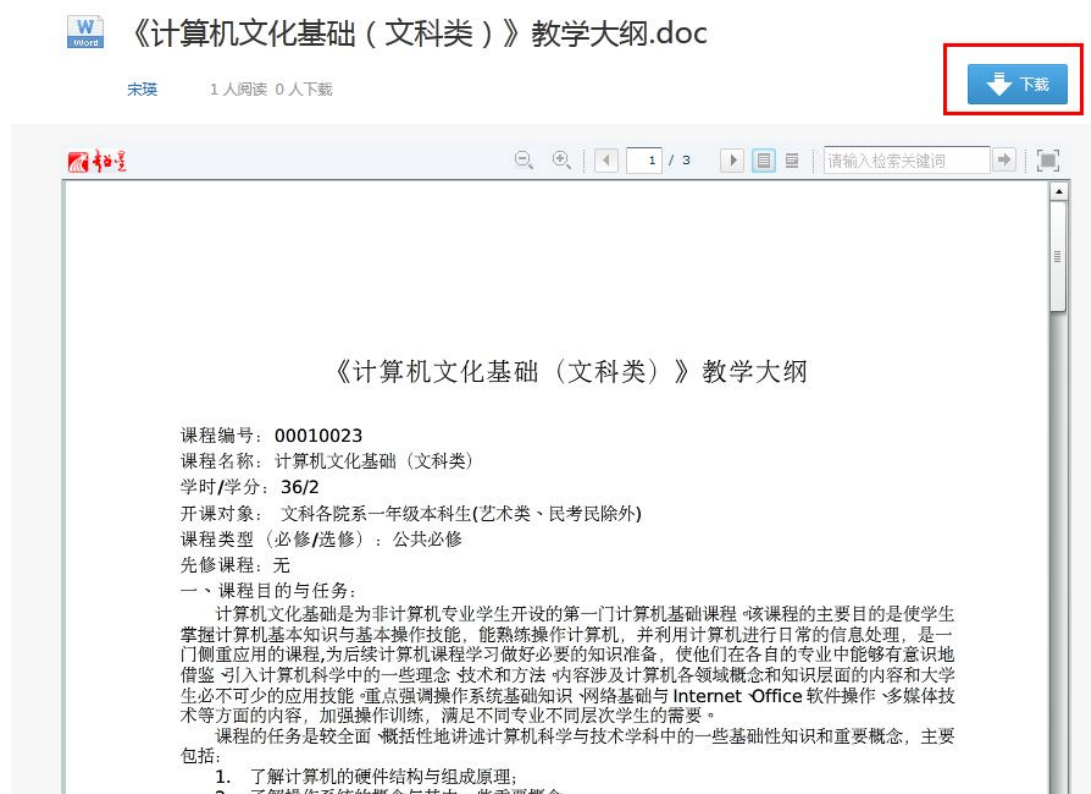 《计算机文化基础（文科类）》教学大纲.doc
宋瑛 1 人阅读 0 人下载
下载
1 / 3 请输入检索关键词
《计算机文化基础（文科类）》教学大纲
课程编号：00010023
课程名称：计算机文化基础（文科类）
学时/学分：36/2
开课对象： 文科各院系一年级本科生(艺术类、民考民除外)
课程类型（必修/选修）：公共必修
先修课程：无
一、课程目的与任务：
计算机文化基础是为非计算机专业学生开设的第一门计算机基础课程。该课程的主要目的是使学生
掌握计算机基本知识与基本操作技能，能熟练操作计算机，并利用计算机进行日常的信息处理，是一
门侧重应用的课程,为后续计算机课程学习做好必要的知识准备，使他们在各自的专业中能够有意识地
借鉴、引入计算机科学中的一些理念、技术和方法。内容涉及计算机各领域概念和知识层面的内容和大学
生必不可少的应用技能。重点强调操作系统基础知识、网络基础与 Internet、Office 软件操作、多媒体技
术等方面的内容，加强操作训练，满足不同专业不同层次学生的需要。
课程的任务是较全面、概括性地讲述计算机科学与技术学科中的一些基础性知识和重要概念，主要
包括：
1. 了解计算机的硬件结构与组成原理；